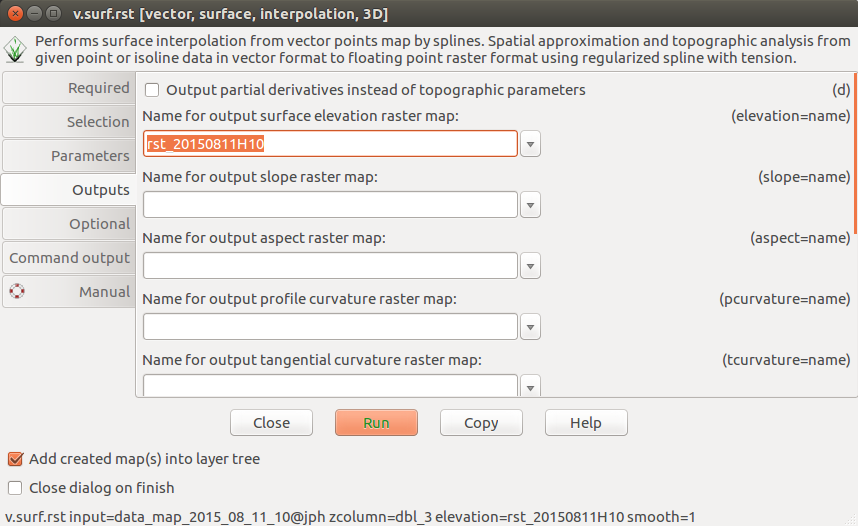 v.surf.rst [vector, surface, interpolation, 3D]
Performs surface interpolation from vector points map by splines. Spatial approximation and topographic analysis from
given point or isoline data in vector format to floating point raster format using regularized spline with tension.
Required
Selection
Parameters
Outputs
Optional
Command output
Manual
Output partial derivatives instead of topographic parameters (d)
Name for output surface elevation raster map: (elevation=name)
rst_20150811H10
Name for output slope raster map: (slope=name)
Name for output aspect raster map: (aspect=name)
Name for output profile curvature raster map: (pcurvature=name)
Name for output tangential curvature raster map: (tcurvature=name)
Close Run Copy Help
Add created map(s) into layer tree
Close dialog on finish
v.surf.rst input=data_map_2015_08_11_10@jph zcolumn=dbl_3 elevation=rst_20150811H10 smooth=1